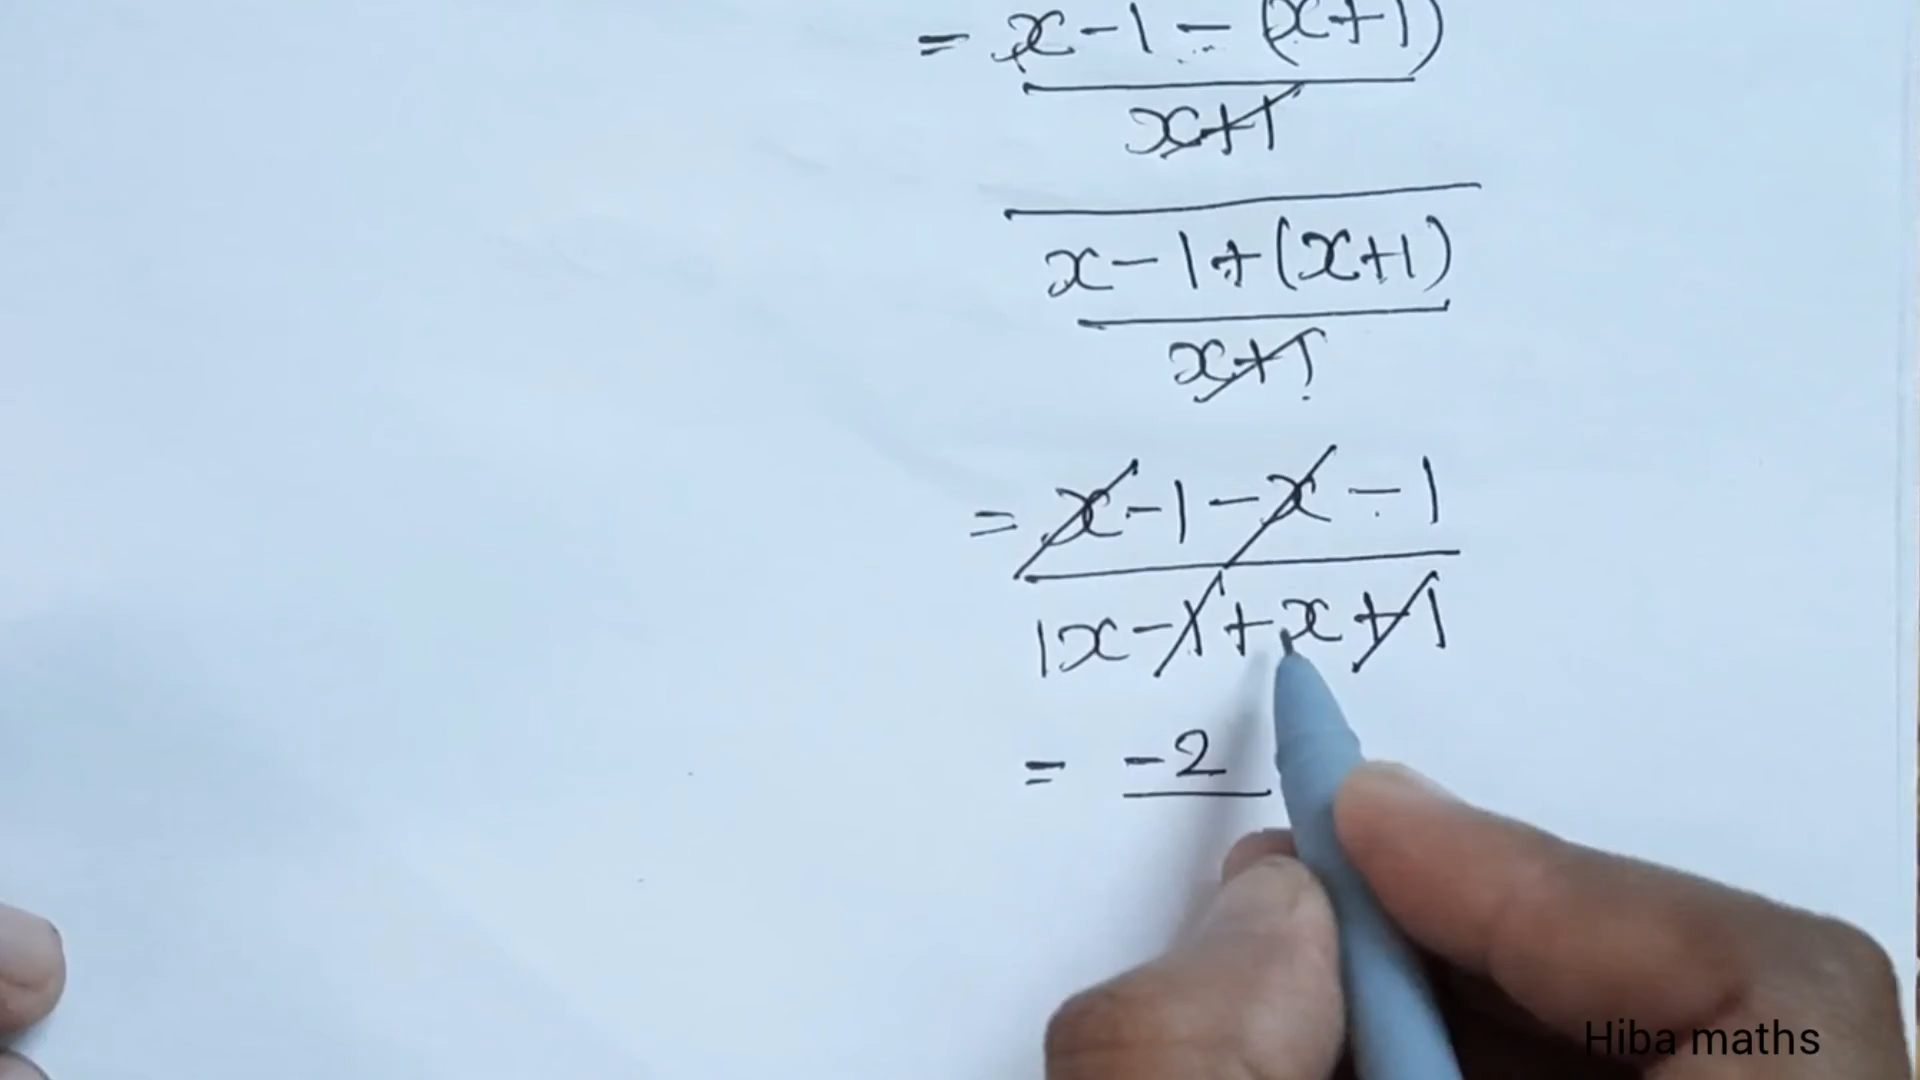 = x-1-(x+1)
x+1
x-1+(x+1)
x+1
= x-1-x-1
1x-1+x+1
= -2
Hiba maths